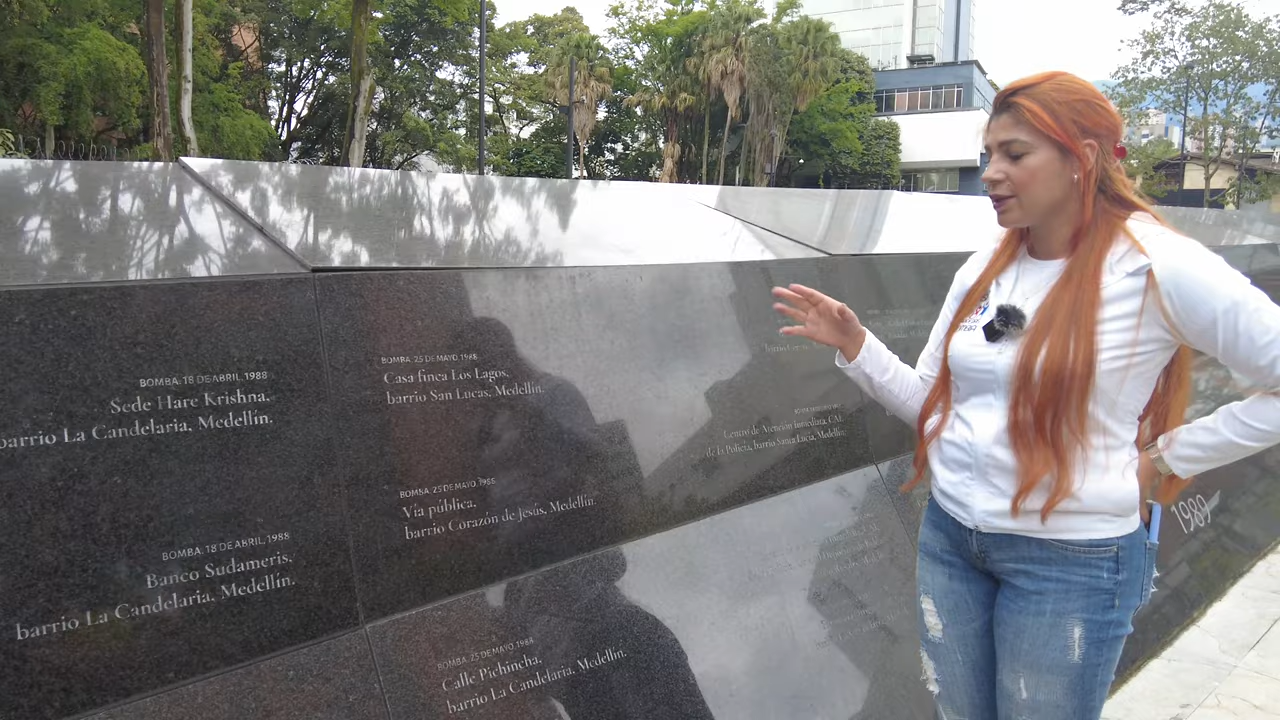 BOMBA. 18 DE ABRIL, 1988
Sede Hare Krishna,
barrio La Candelaria, Medellín.
BOMBA. 18 DE ABRIL, 1988
Banco Sudameris,
barrio La Candelaria, Medellín.
BOMBA. 25 DE MAYO, 1988
Casa finca Los Lagos,
barrio San Lucas, Medellín.
BOMBA. 25 DE MAYO, 1988
Vía pública,
barrio Corazón de Jesús, Medellín.
BOMBA. 25 DE MAYO, 1988
Calle Pichincha,
barrio La Candelaria, Medellín.
Centro de Atención Inmediata, CAI,
de la Policía, barrio Santa Lucía, Medellín.
1989